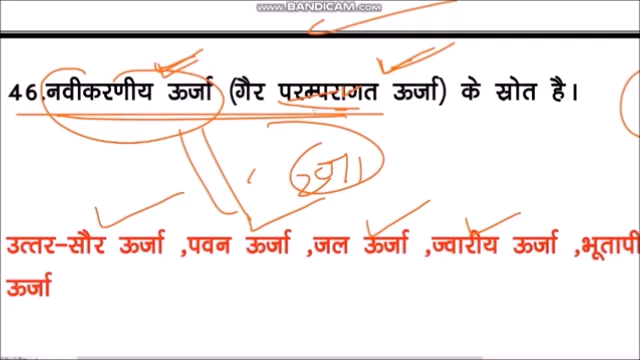 www.BANDICAM.com
46.नवीकरणीय ऊर्जा (गैर परम्परागत ऊर्जा) के स्रोत है।
उत्तर-सौर ऊर्जा ,पवन ऊर्जा ,जल ऊर्जा ,ज्वारीय ऊर्जा ,भूतापी
ऊर्जा